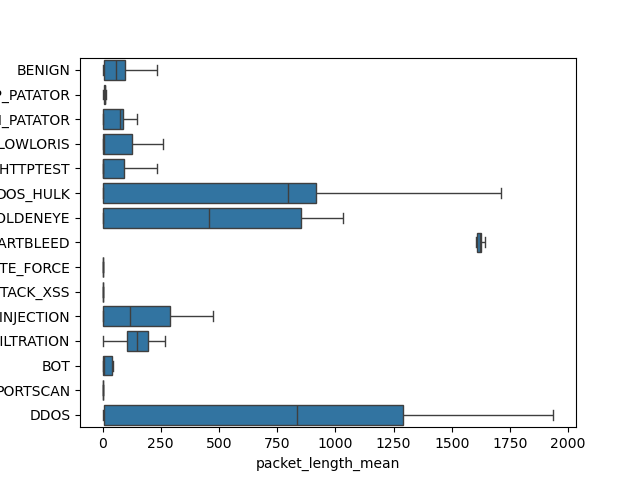 BENIGN
P_PATATOR
H_PATATOR
LOWLORIS
HTTPTEST
DOS_HULK
OLDENEYE
ARTBLEED
TE_FORCE
TACK_XSS
INJECTION
ILTRATION
BOT
PORTSCAN
DDOS
0 250 500 750 1000 1250 1500 1750 2000
packet_length_mean